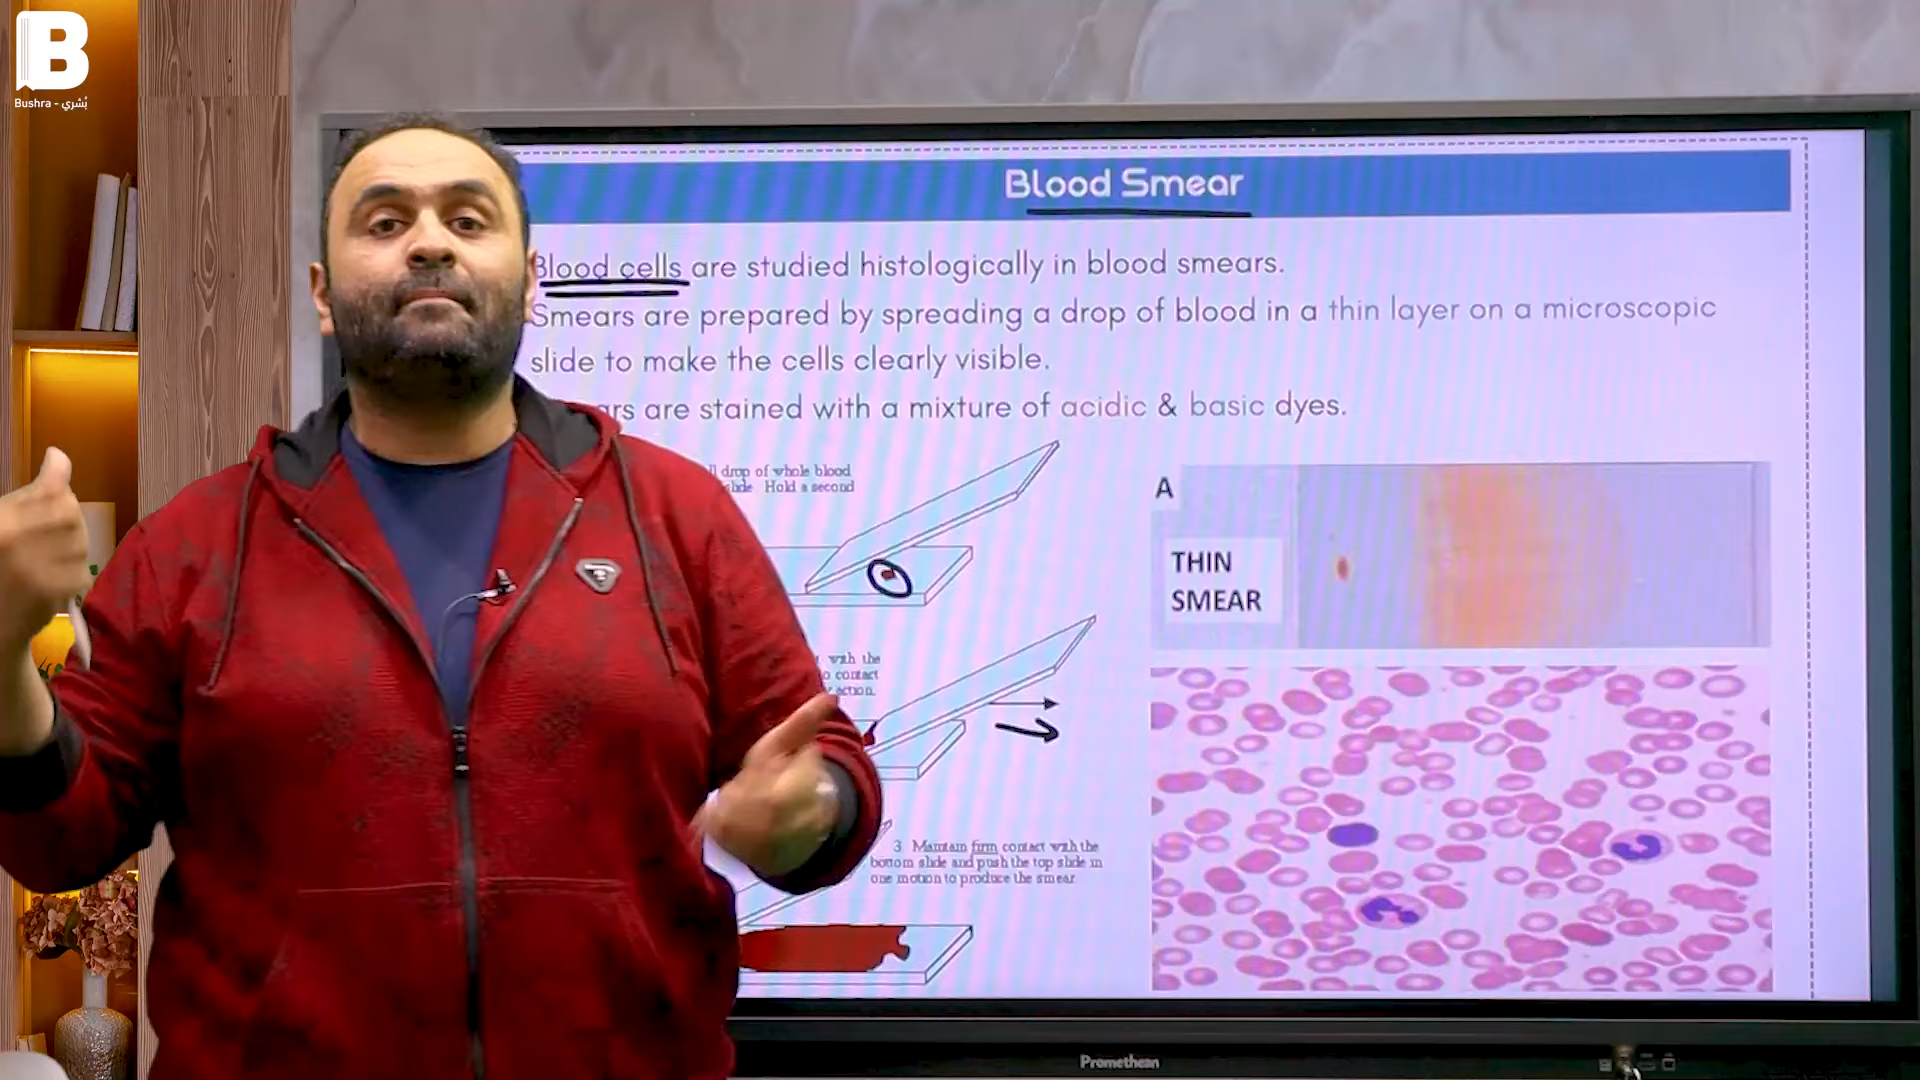 B
Bushra - بُشري
Blood Smear
Blood cells are studied histologically in blood smears.
Smears are prepared by spreading a drop of blood in a thin layer on a microscopic
slide to make the cells clearly visible.
are stained with a mixture of acidic & basic dyes.
drop of whole blood
Hold a second
A
THIN
SMEAR
with the
contact
action.
3. Maintain firm contact with the
bottom slide and push the top slide in
one motion to produce the smear
Promethean